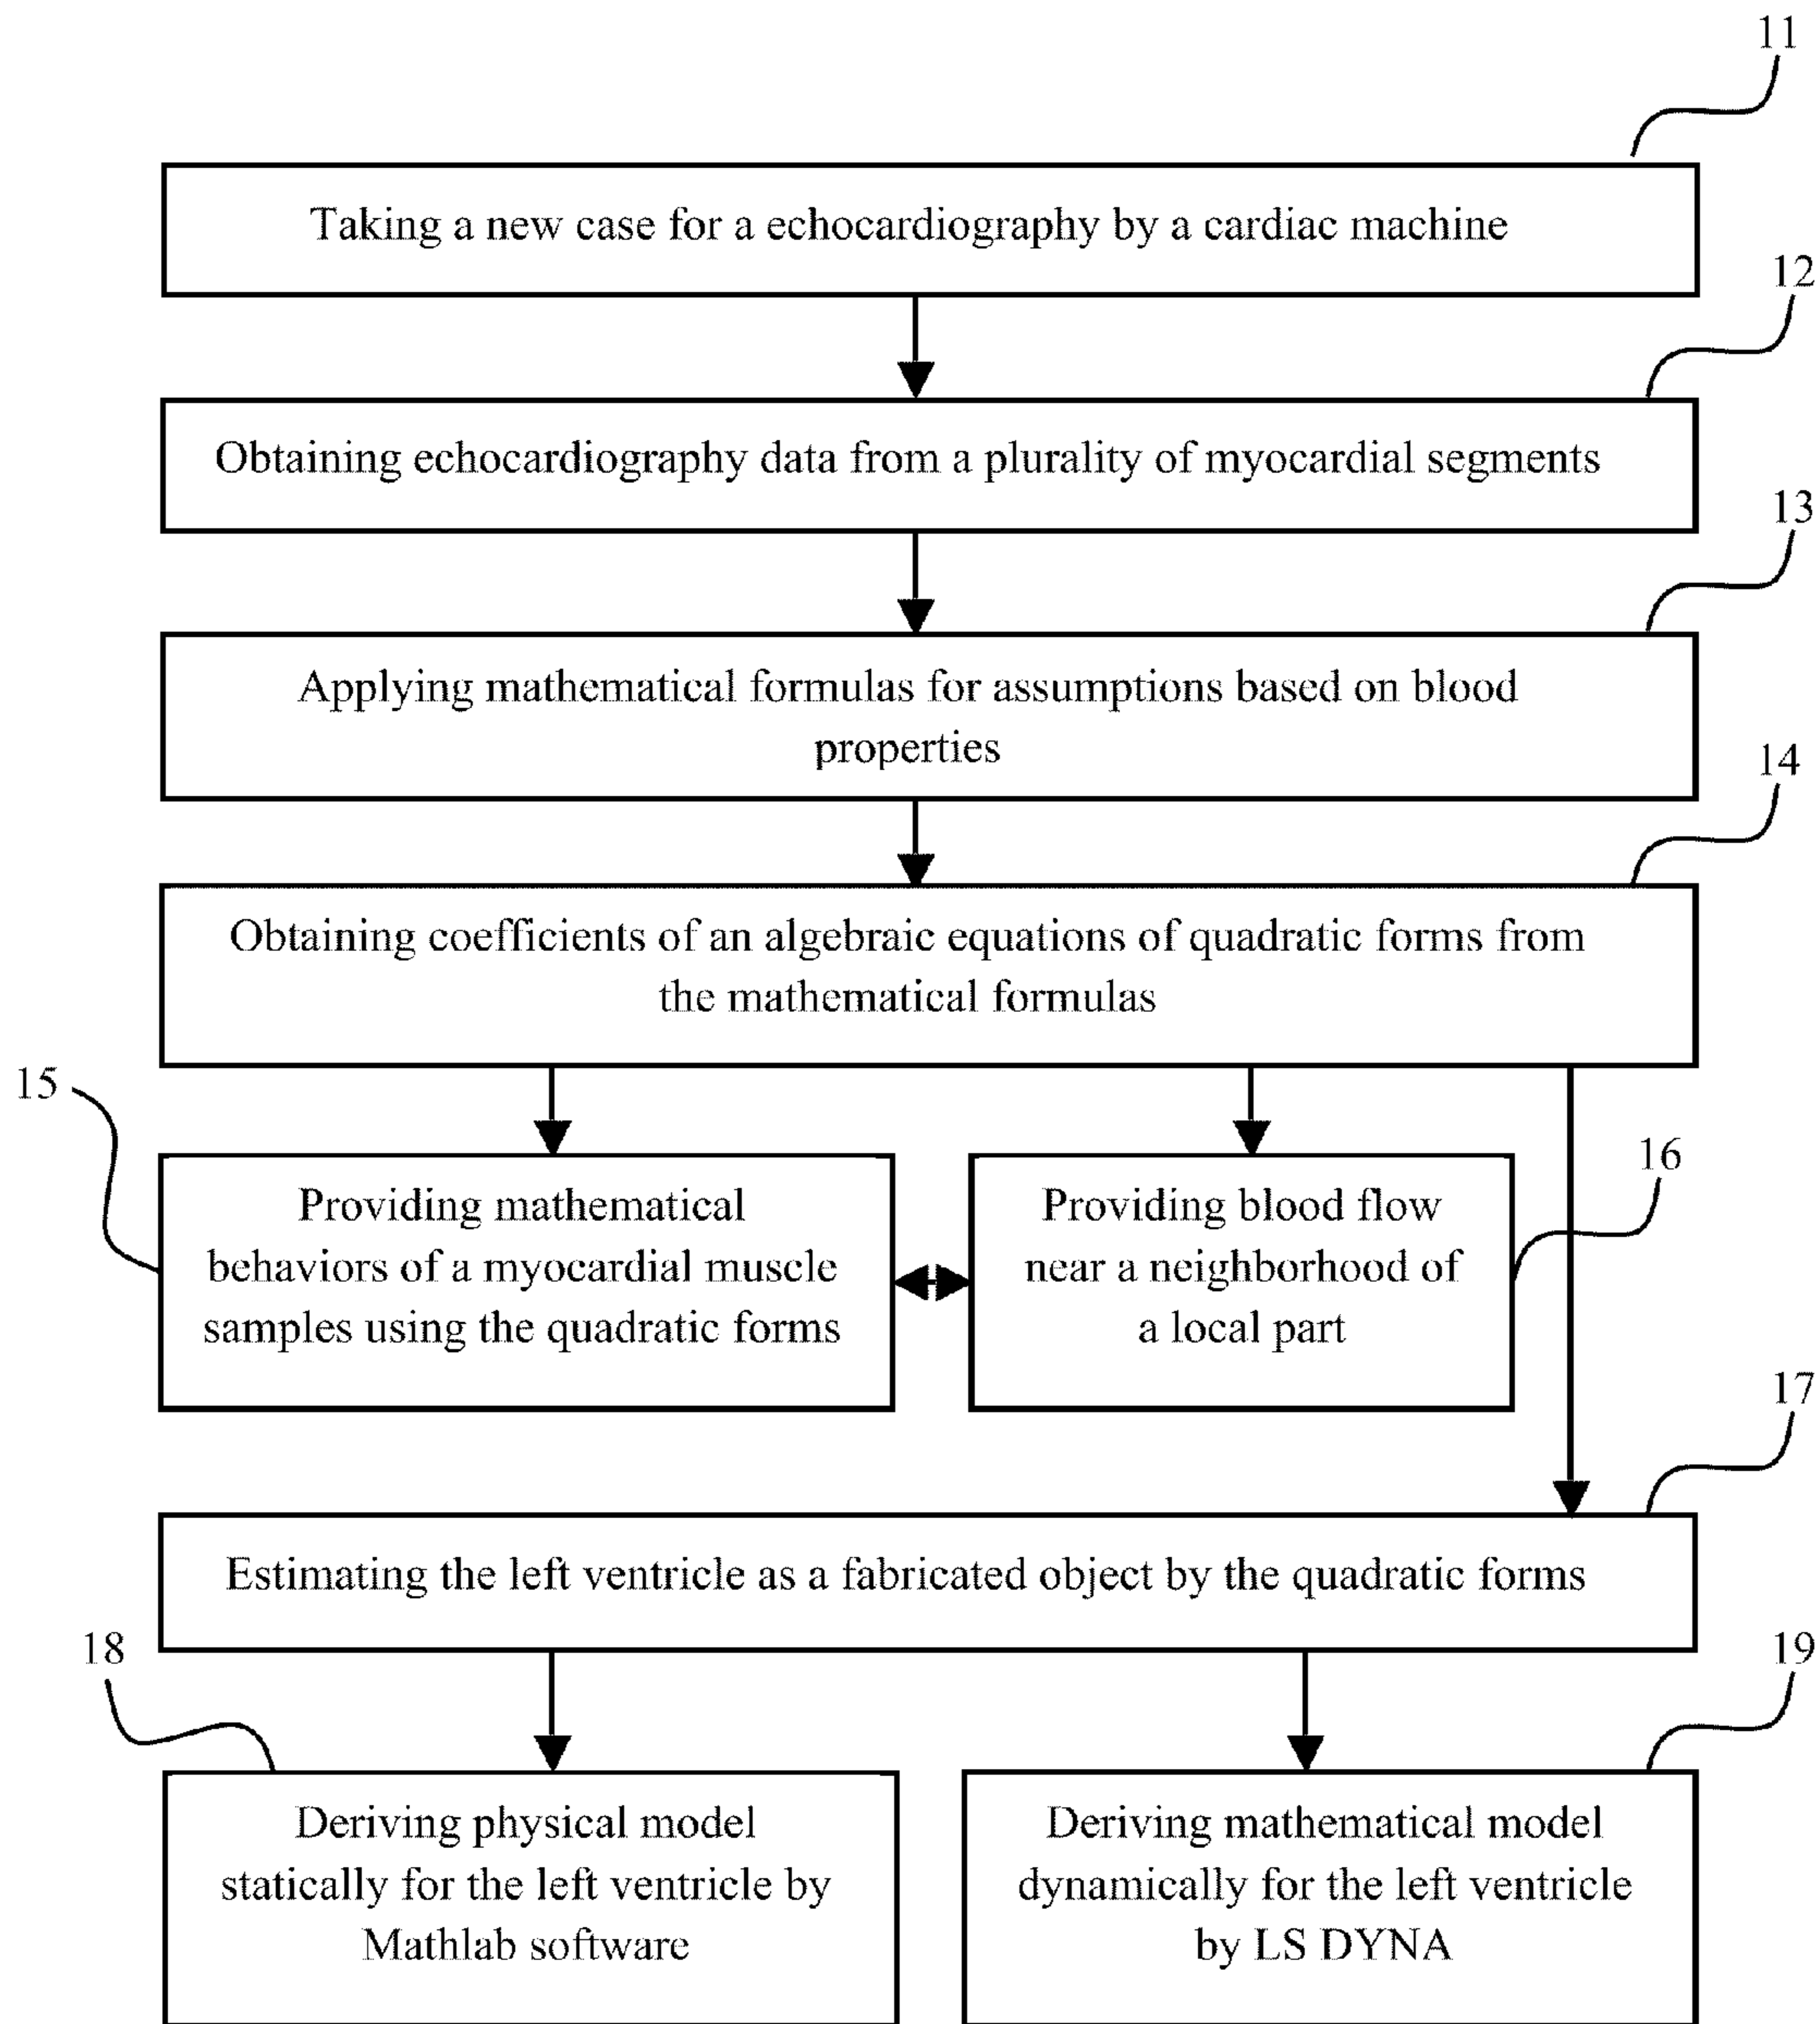 11
Taking a new case for a echocardiography by a cardiac machine
12
Obtaining echocardiography data from a plurality of myocardial segments
13
Applying mathematical formulas for assumptions based on blood
properties
14
Obtaining coefficients of an algebraic equations of quadratic forms from
the mathematical formulas
15
Providing mathematical
behaviors of a myocardial muscle
samples using the quadratic forms
16
Providing blood flow
near a neighborhood of
a local part
17
Estimating the left ventricle as a fabricated object by the quadratic forms
18
Deriving physical model
statically for the left ventricle by
Mathlab software
19
Deriving mathematical model
dynamically for the left ventricle
by LS DYNA